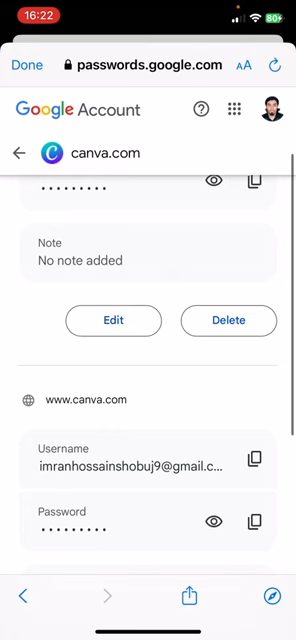 16:22
80
Done
passwords.google.com
AA
Google Account
canva.com
Note
No note added
Edit
Delete
www.canva.com
Username
imranhossainshobuj9@gmail.c...
Password